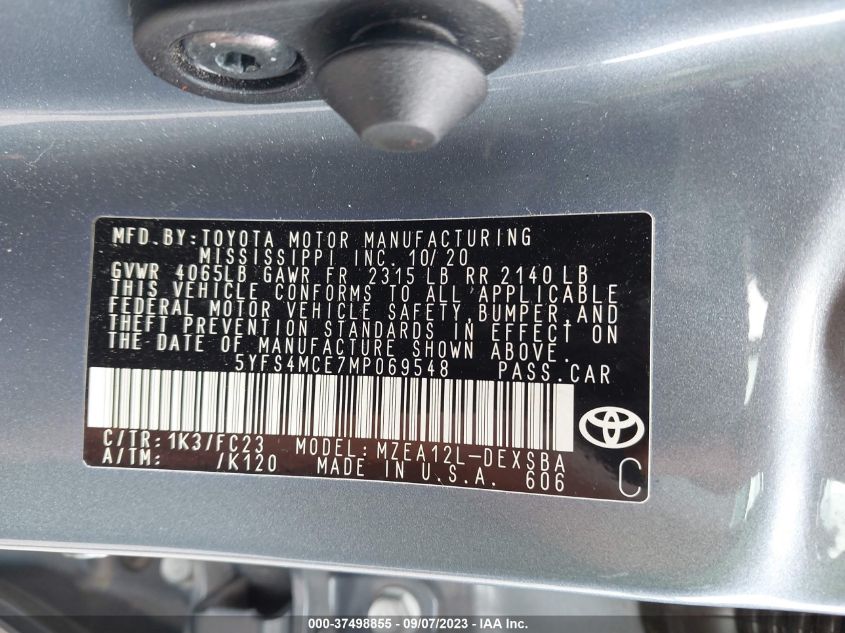 MFD. BY: TOYOTA MOTOR MANUFACTURING
MISSISSIPPI INC. 10/20
GVWR 4065LB GAWR FR 2315 LB RR 2140 LB
THIS VEHICLE CONFORMS TO ALL APPLICABLE
FEDERAL MOTOR VEHICLE SAFETY, BUMPER, AND
THEFT PREVENTION STANDARDS IN EFFECT ON
THE DATE OF MANUFACTURE SHOWN ABOVE.
5YFS4MCE7MP069548 PASS. CAR
C/TR: 1K3/FC23 MODEL: MZEA12L-DEXSBA
A/TM: /K120 MADE IN U.S.A. 606
C
000-37498855 - 09/07/2023 - © IAA Inc.